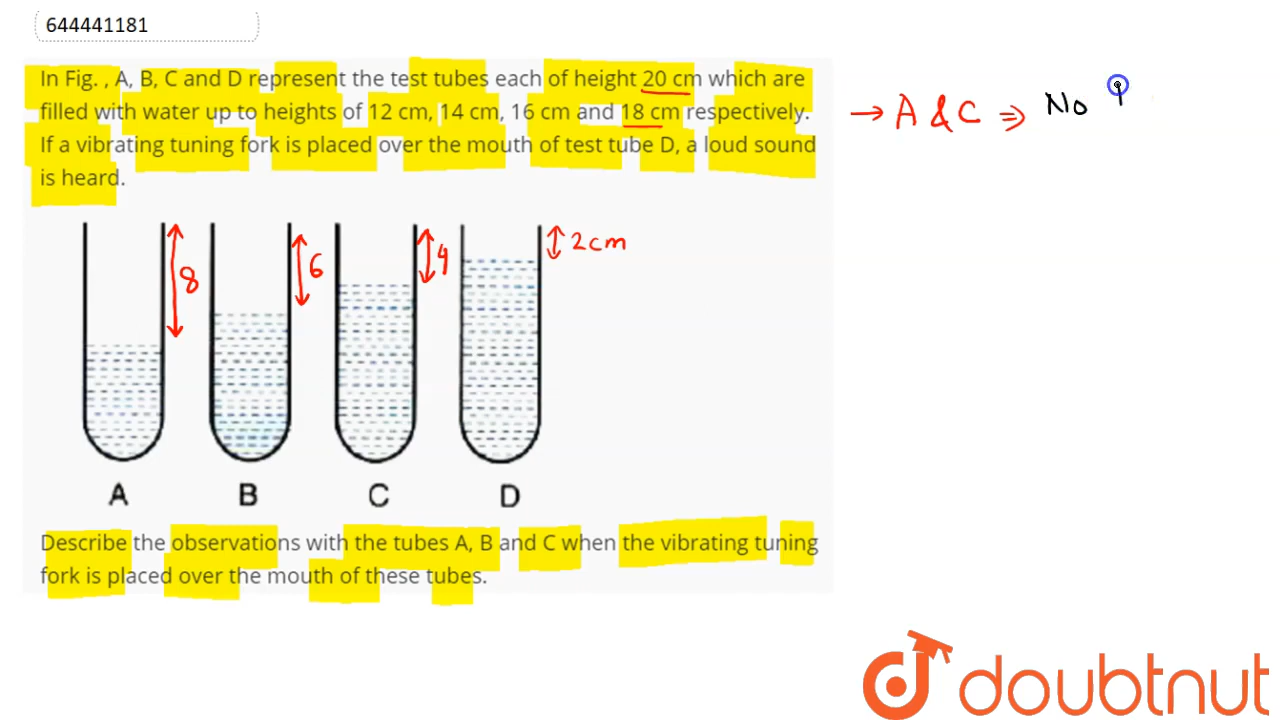 644441181
In Fig. , A, B, C and D represent the test tubes each of height 20 cm which are
filled with water up to heights of 12 cm, 14 cm, 16 cm and 18 cm respectively.
If a vibrating tuning fork is placed over the mouth of test tube D, a loud sound
is heard.
→ A & C ⇒ No
8
6
4
2cm
A B C D
Describe the observations with the tubes A, B and C when the vibrating tuning
fork is placed over the mouth of these tubes.
doubtnut